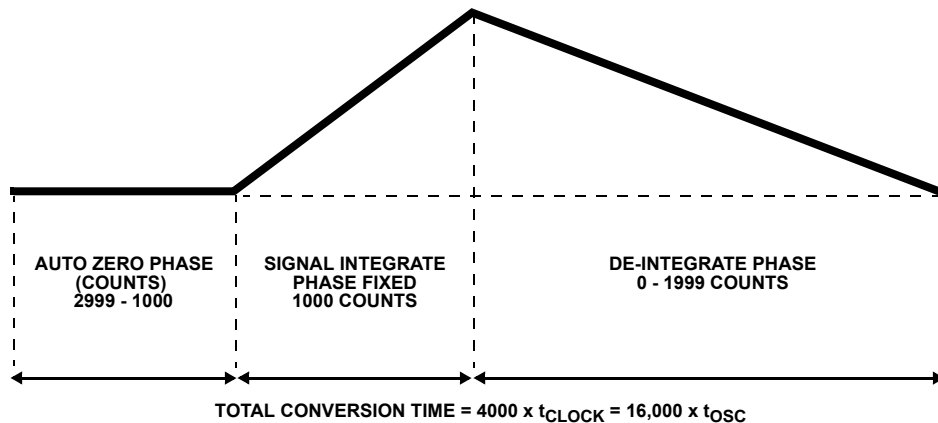 AUTO ZERO PHASE
(COUNTS)
2999 - 1000
SIGNAL INTEGRATE
PHASE FIXED
1000 COUNTS
DE-INTEGRATE PHASE
0 - 1999 COUNTS
TOTAL CONVERSION TIME = 4000 x tCLOCK = 16,000 x tOSC